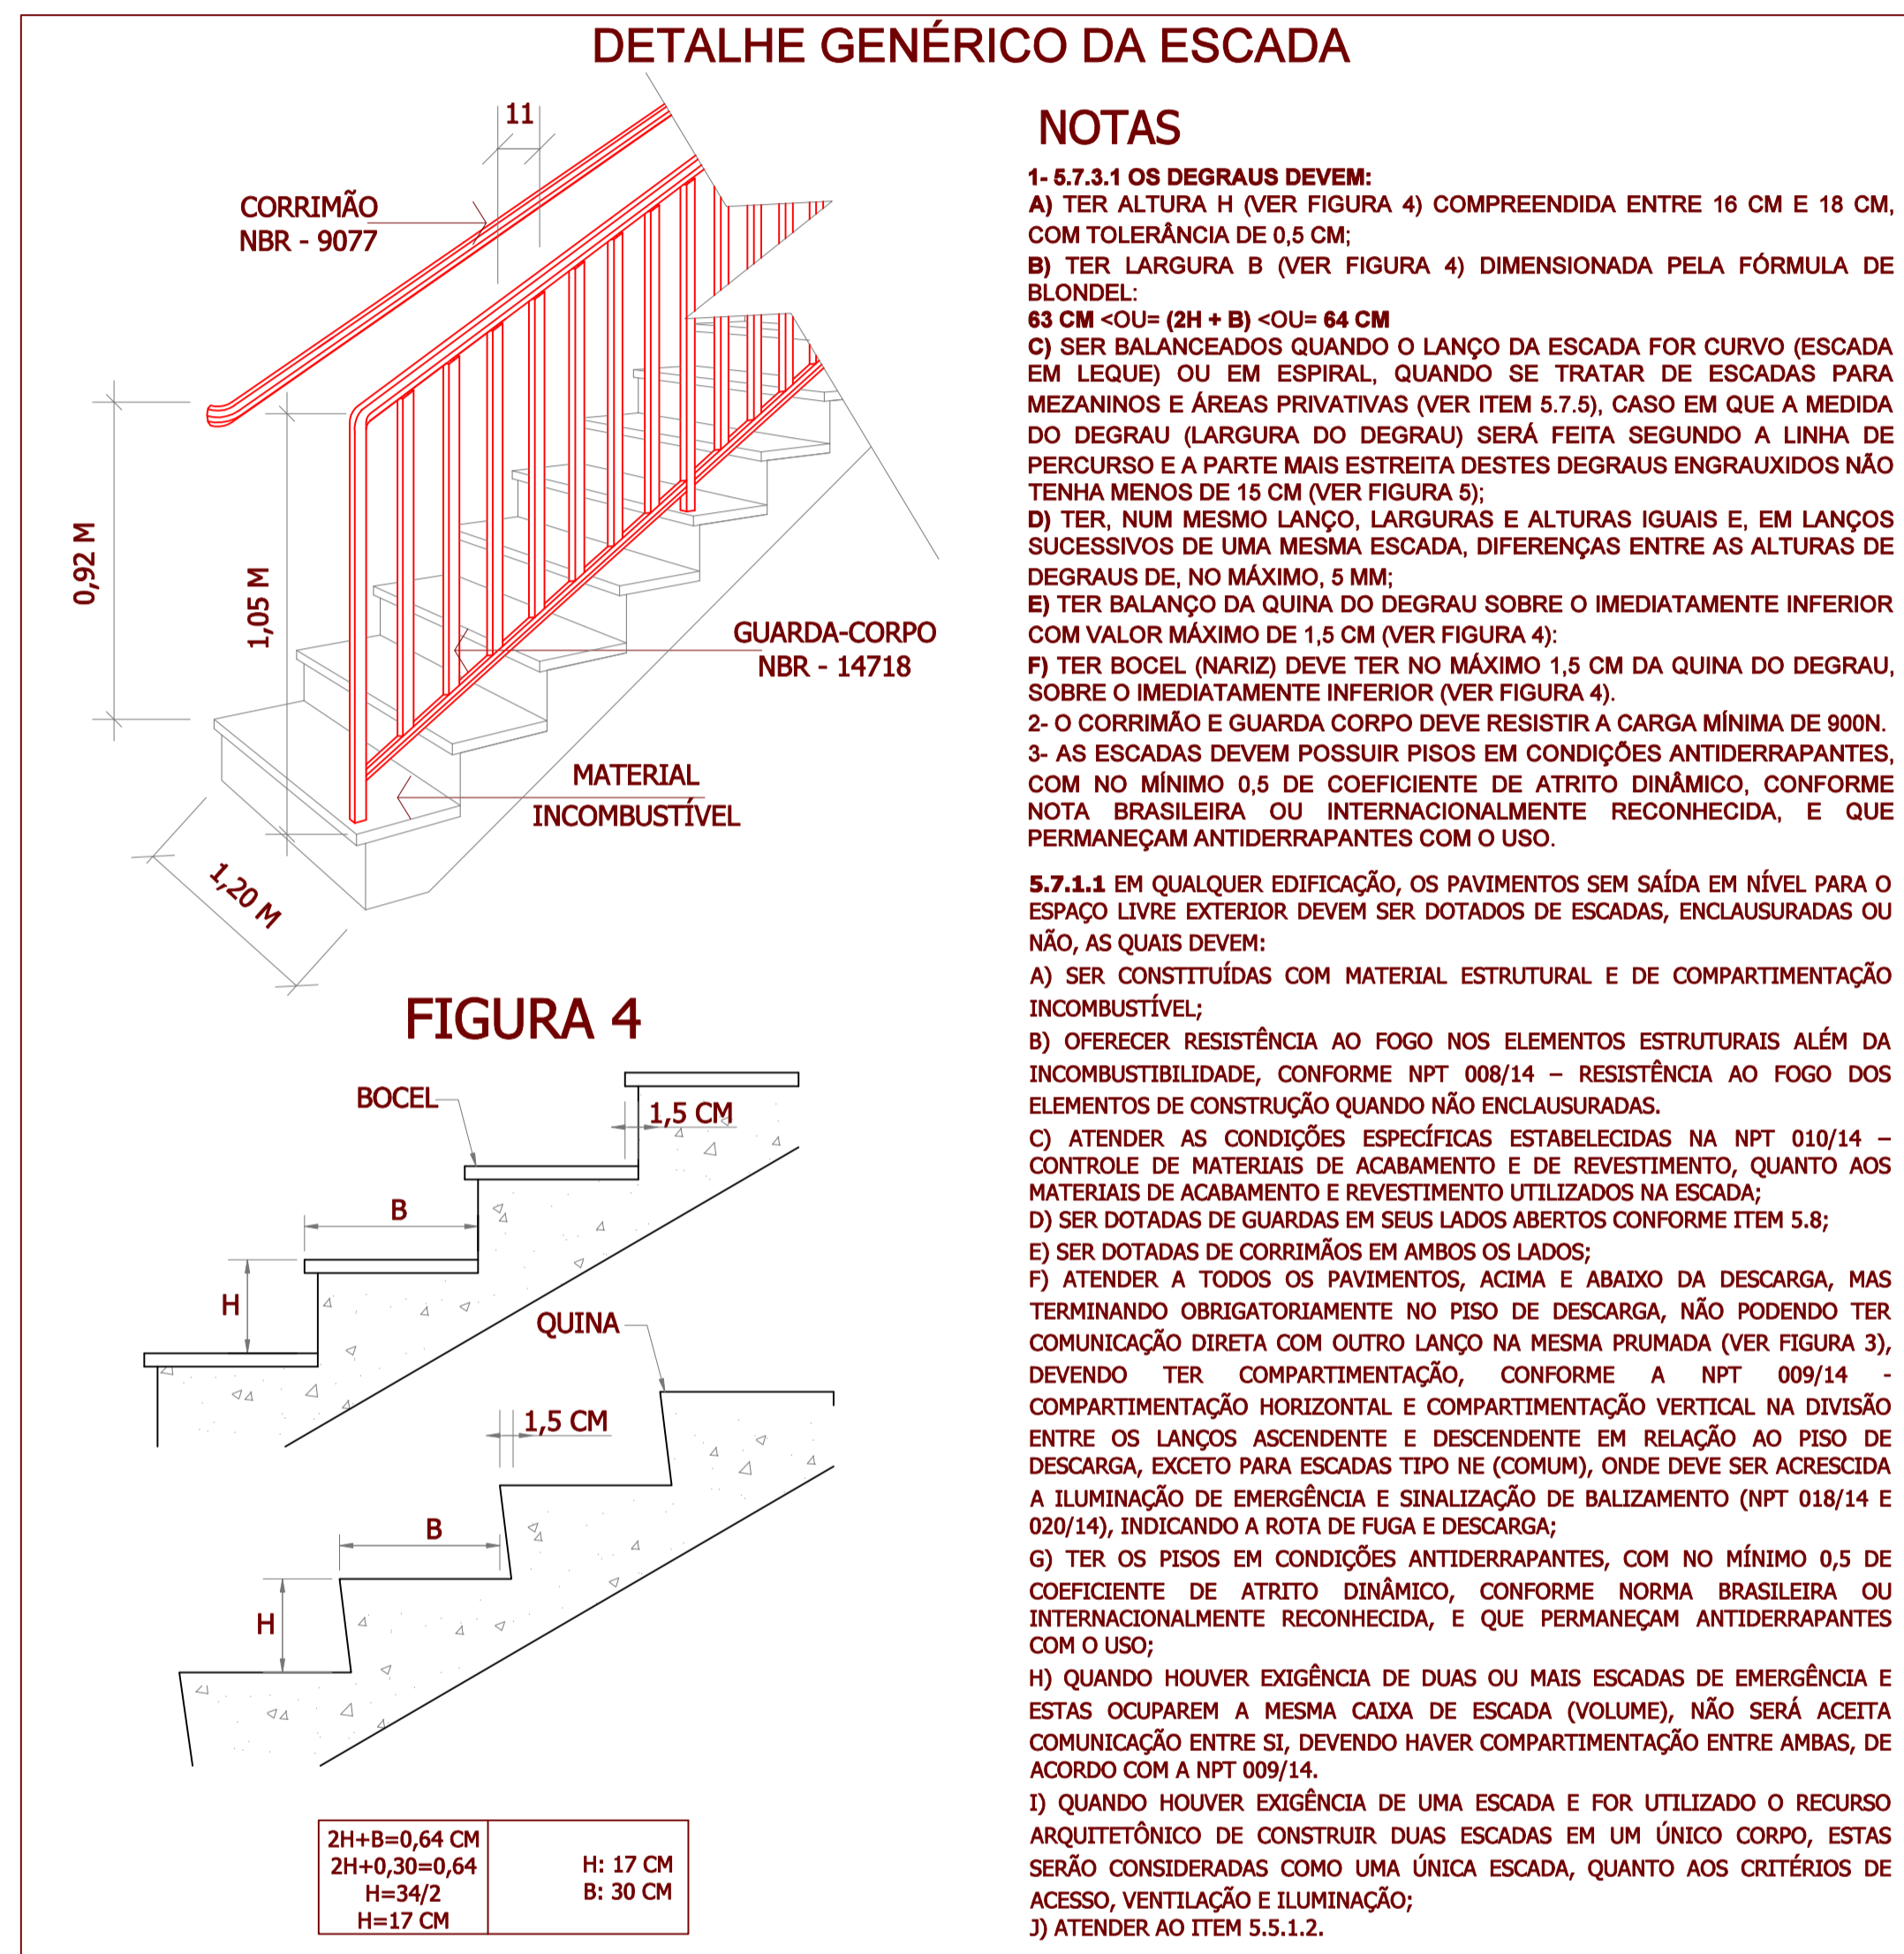 DETALHE GENÉRICO DA ESCADA
11
CORRIMÃO
NBR - 9077
0,92 M
1,05 M
GUARDA-CORPO
NBR - 14718
MATERIAL
INCOMBUSTÍVEL
1,20 M
FIGURA 4
BOCEL
1,5 CM
B
H
QUINA
1,5 CM
B
H
2H+B=0,64 CM
2H+0,30=0,64
H=34/2
H=17 CM
H: 17 CM
B: 30 CM
NOTAS
1- 5.7.3.1 OS DEGRAUS DEVEM:
A) TER ALTURA H (VER FIGURA 4) COMPREENDIDA ENTRE 16 CM E 18 CM,
COM TOLERÂNCIA DE 0,5 CM;
B) TER LARGURA B (VER FIGURA 4) DIMENSIONADA PELA FÓRMULA DE
BLONDEL:
63 CM <OU= (2H + B) <OU= 64 CM
C) SER BALANCEADOS QUANDO O LANÇO DA ESCADA FOR CURVO (ESCADA
EM LEQUE) OU EM ESPIRAL, QUANDO SE TRATAR DE ESCADAS PARA
MEZANINOS E ÁREAS PRIVATIVAS (VER ITEM 5.7.5), CASO EM QUE A MEDIDA
DO DEGRAU (LARGURA DO DEGRAU) SERÁ FEITA SEGUNDO A LINHA DE
PERCURSO E A PARTE MAIS ESTREITA DESTES DEGRAUS ENGRAUXIDOS NÃO
TENHA MENOS DE 15 CM (VER FIGURA 5);
D) TER, NUM MESMO LANÇO, LARGURAS E ALTURAS IGUAIS E, EM LANÇOS
SUCESSIVOS DE UMA MESMA ESCADA, DIFERENÇAS ENTRE AS ALTURAS DE
DEGRAUS DE, NO MÁXIMO, 5 MM;
E) TER BALANÇO DA QUINA DO DEGRAU SOBRE O IMEDIATAMENTE INFERIOR
COM VALOR MÁXIMO DE 1,5 CM (VER FIGURA 4):
F) TER BOCEL (NARIZ) DEVE TER NO MÁXIMO 1,5 CM DA QUINA DO DEGRAU,
SOBRE O IMEDIATAMENTE INFERIOR (VER FIGURA 4).
2- O CORRIMÃO E GUARDA CORPO DEVE RESISTIR A CARGA MÍNIMA DE 900N.
3- AS ESCADAS DEVEM POSSUIR PISOS EM CONDIÇÕES ANTIDERRAPANTES,
COM NO MÍNIMO 0,5 DE COEFICIENTE DE ATRITO DINÂMICO, CONFORME
NOTA BRASILEIRA OU INTERNACIONALMENTE RECONHECIDA, E QUE
PERMANEÇAM ANTIDERRAPANTES COM O USO.
5.7.1.1 EM QUALQUER EDIFICAÇÃO, OS PAVIMENTOS SEM SAÍDA EM NÍVEL PARA O
ESPAÇO LIVRE EXTERIOR DEVEM SER DOTADOS DE ESCADAS, ENCLAUSURADAS OU
NÃO, AS QUAIS DEVEM:
A) SER CONSTITUÍDAS COM MATERIAL ESTRUTURAL E DE COMPARTIMENTAÇÃO
INCOMBUSTÍVEL;
B) OFERECER RESISTÊNCIA AO FOGO NOS ELEMENTOS ESTRUTURAIS ALÉM DA
INCOMBUSTIBILIDADE, CONFORME NPT 008/14 – RESISTÊNCIA AO FOGO DOS
ELEMENTOS DE CONSTRUÇÃO QUANDO NÃO ENCLAUSURADAS.
C) ATENDER AS CONDIÇÕES ESPECÍFICAS ESTABELECIDAS NA NPT 010/14 –
CONTROLE DE MATERIAIS DE ACABAMENTO E DE REVESTIMENTO, QUANTO AOS
MATERIAIS DE ACABAMENTO E REVESTIMENTO UTILIZADOS NA ESCADA;
D) SER DOTADAS DE GUARDAS EM SEUS LADOS ABERTOS CONFORME ITEM 5.8;
E) SER DOTADAS DE CORRIMÃOS EM AMBOS OS LADOS;
F) ATENDER A TODOS OS PAVIMENTOS, ACIMA E ABAIXO DA DESCARGA, MAS
TERMINANDO OBRIGATORIAMENTE NO PISO DE DESCARGA, NÃO PODENDO TER
COMUNICAÇÃO DIRETA COM OUTRO LANÇO NA MESMA PRUMADA (VER FIGURA 3),
DEVENDO TER COMPARTIMENTAÇÃO, CONFORME A NPT 009/14 -
COMPARTIMENTAÇÃO HORIZONTAL E COMPARTIMENTAÇÃO VERTICAL NA DIVISÃO
ENTRE OS LANÇOS ASCENDENTE E DESCENDENTE EM RELAÇÃO AO PISO DE
DESCARGA, EXCETO PARA ESCADAS TIPO NE (COMUM), ONDE DEVE SER ACRESCIDA
A ILUMINAÇÃO DE EMERGÊNCIA E SINALIZAÇÃO DE BALIZAMENTO (NPT 018/14 E
020/14), INDICANDO A ROTA DE FUGA E DESCARGA;
G) TER OS PISOS EM CONDIÇÕES ANTIDERRAPANTES, COM NO MÍNIMO 0,5 DE
COEFICIENTE DE ATRITO DINÂMICO, CONFORME NORMA BRASILEIRA OU
INTERNACIONALMENTE RECONHECIDA, E QUE PERMANEÇAM ANTIDERRAPANTES
COM O USO;
H) QUANDO HOUVER EXIGÊNCIA DE DUAS OU MAIS ESCADAS DE EMERGÊNCIA E
ESTAS OCUPAREM A MESMA CAIXA DE ESCADA (VOLUME), NÃO SERÁ ACEITA
COMUNICAÇÃO ENTRE SI, DEVENDO HAVER COMPARTIMENTAÇÃO ENTRE AMBAS, DE
ACORDO COM A NPT 009/14.
I) QUANDO HOUVER EXIGÊNCIA DE UMA ESCADA E FOR UTILIZADO O RECURSO
ARQUITETÔNICO DE CONSTRUIR DUAS ESCADAS EM UM ÚNICO CORPO, ESTAS
SERÃO CONSIDERADAS COMO UMA ÚNICA ESCADA, QUANTO AOS CRITÉRIOS DE
ACESSO, VENTILAÇÃO E ILUMINAÇÃO;
J) ATENDER AO ITEM 5.5.1.2.